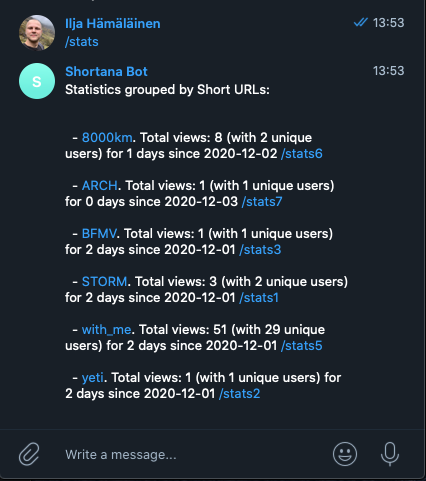 Ilja Hämäläinen 13:53
/stats
S
Shortana Bot 13:53
Statistics grouped by Short URLs:
- 8000km. Total views: 8 (with 2 unique
users) for 1 days since 2020-12-02 /stats6
- ARCH. Total views: 1 (with 1 unique users)
for 0 days since 2020-12-03 /stats7
- BFMV. Total views: 1 (with 1 unique users)
for 2 days since 2020-12-01 /stats3
- STORM. Total views: 3 (with 2 unique users)
for 2 days since 2020-12-01 /stats1
- with_me. Total views: 51 (with 29 unique
users) for 2 days since 2020-12-01 /stats5
- yeti. Total views: 1 (with 1 unique users) for
2 days since 2020-12-01 /stats2
Write a message...